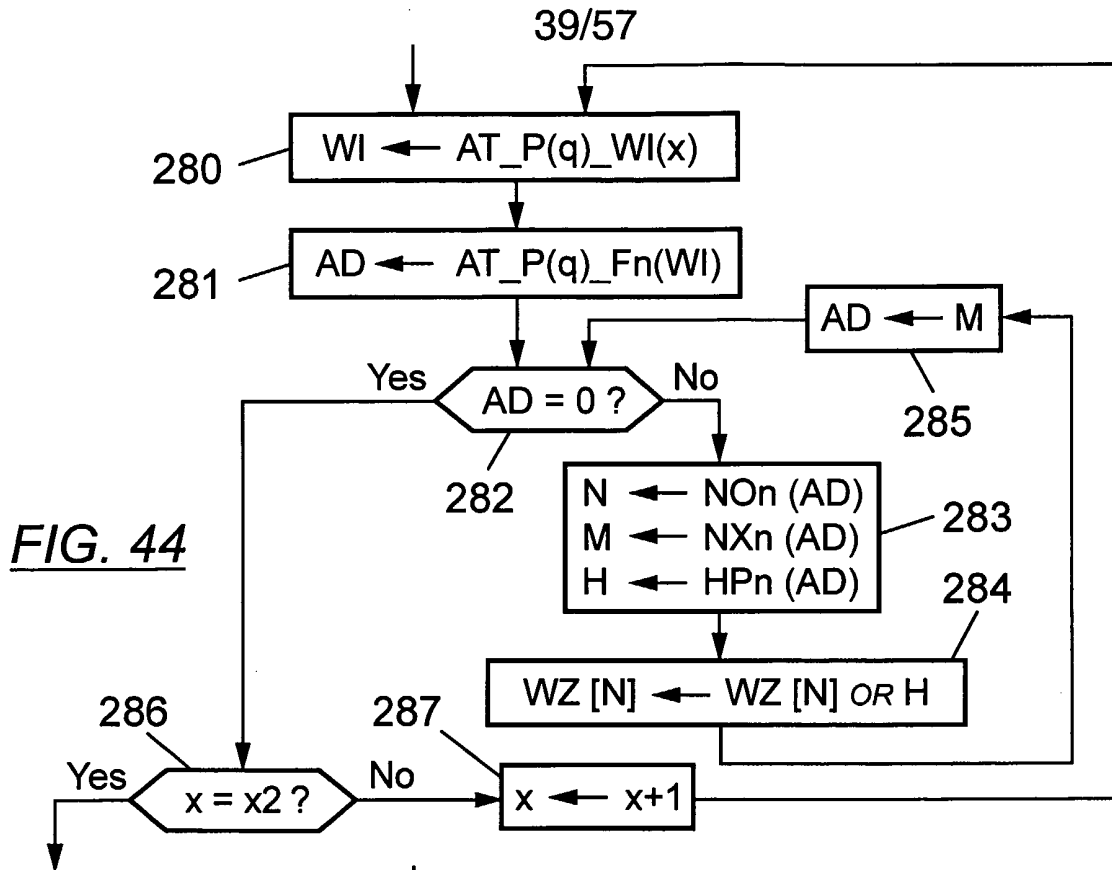 39/57
WI ← AT_P(q)_WI(x)
280
AD ← AT_P(q)_Fn(WI)
281
AD ← M
285
Yes
AD = 0 ?
No
282
N ← NOn (AD)
M ← NXn (AD)
H ← HPn (AD)
283
FIG. 44
284
WZ [N] ← WZ [N] OR H
286
287
Yes
x = x2 ?
No
x ← x+1